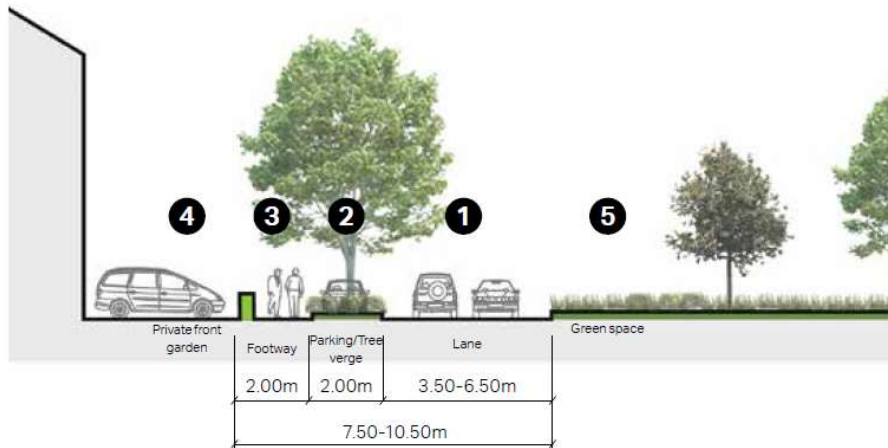 4
3
2
1
5
Private front
garden
Footway
Parking/Tree
verge
Lane
Green space
2.00m
2.00m
3.50-6.50m
7.50-10.50m